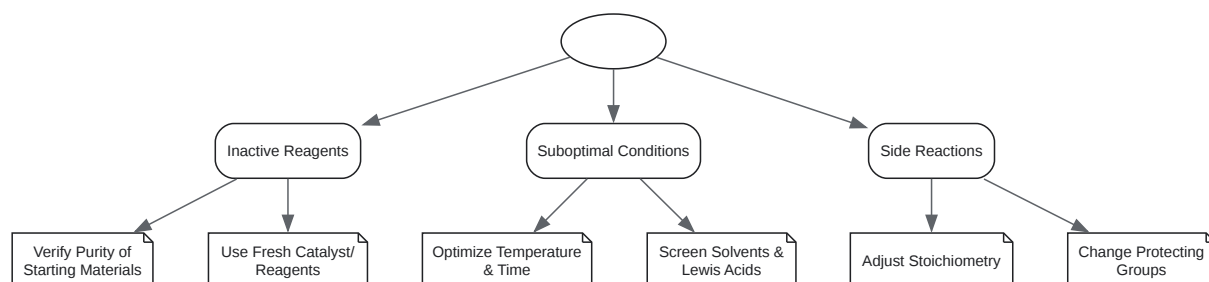 Inactive Reagents
Suboptimal Conditions
Side Reactions
Verify Purity of
Starting Materials
Use Fresh Catalyst/
Reagents
Optimize Temperature
& Time
Screen Solvents &
Lewis Acids
Adjust Stoichiometry
Change Protecting
Groups